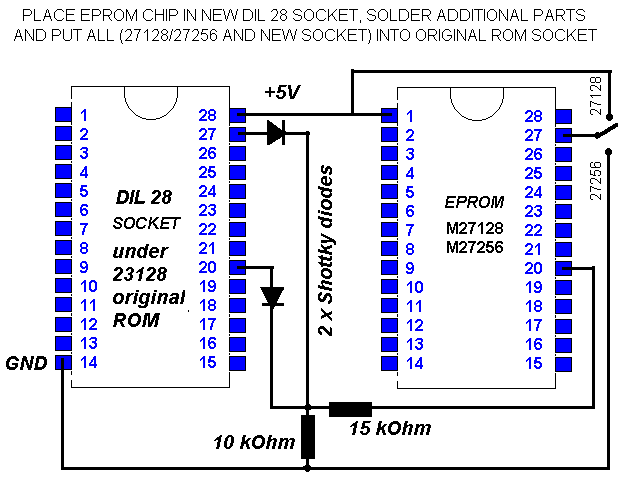 PLACE EPROM CHIP IN NEW DIL 28 SOCKET, SOLDER ADDITIONAL PARTS
AND PUT ALL (27128/27256 AND NEW SOCKET) INTO ORIGINAL ROM SOCKET
+5V
1 28
2 27
3 26
4 25
5 24
6 23
7 22
8 21
9 20
10 19
11 18
12 17
13 16
14 15
DIL 28
SOCKET
under
23128
original
ROM
GND
2 x Shottky diodes
1 28
2 27
3 26
4 25
5 24
6 23
7 22
8 21
9 20
10 19
11 18
12 17
13 16
14 15
EPROM
M27128
M27256
27128
27256
15 kOhm
10 kOhm